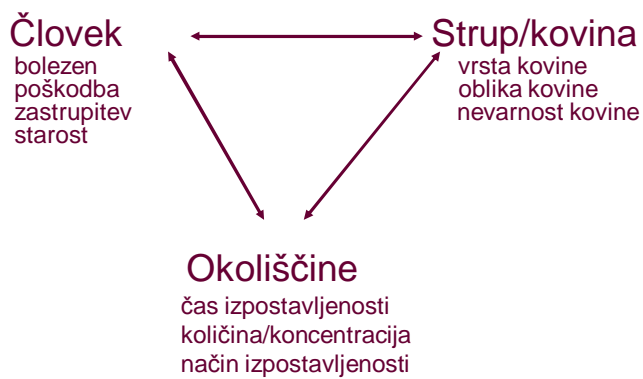 Človek
bolezen
poškodba
zastrupitev
starost
Strup/kovina
vrsta kovine
oblika kovine
nevarnost kovine
Okoliščine
čas izpostavljenosti
količina/koncentracija
način izpostavljenosti